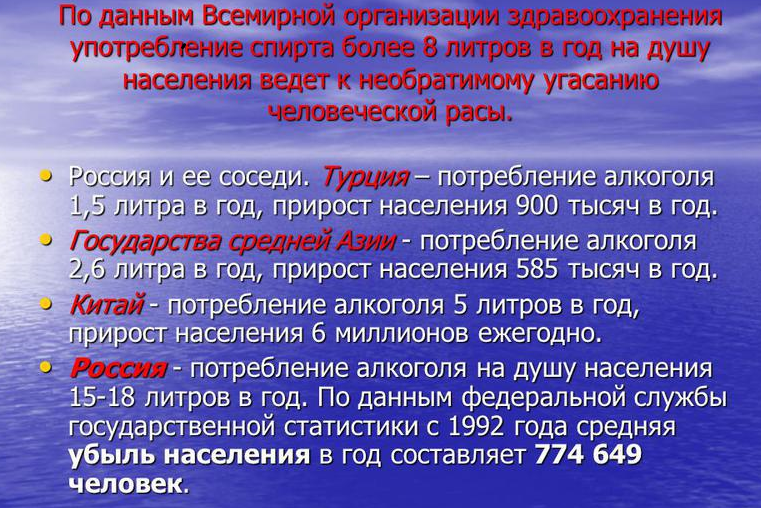 По данным Всемирной организации здравоохранения
употребление спирта более 8 литров в год на душу
населения ведет к необратимому угасанию
человеческой расы.
• Россия и ее соседи. Турция – потребление алкоголя
1,5 литра в год, прирост населения 900 тысяч в год.
• Государства средней Азии - потребление алкоголя
2,6 литра в год, прирост населения 585 тысяч в год.
• Китай - потребление алкоголя 5 литров в год,
прирост населения 6 миллионов ежегодно.
• Россия - потребление алкоголя на душу населения
15-18 литров в год. По данным федеральной службы
государственной статистики с 1992 года средняя
убыль населения в год составляет 774 649
человек.